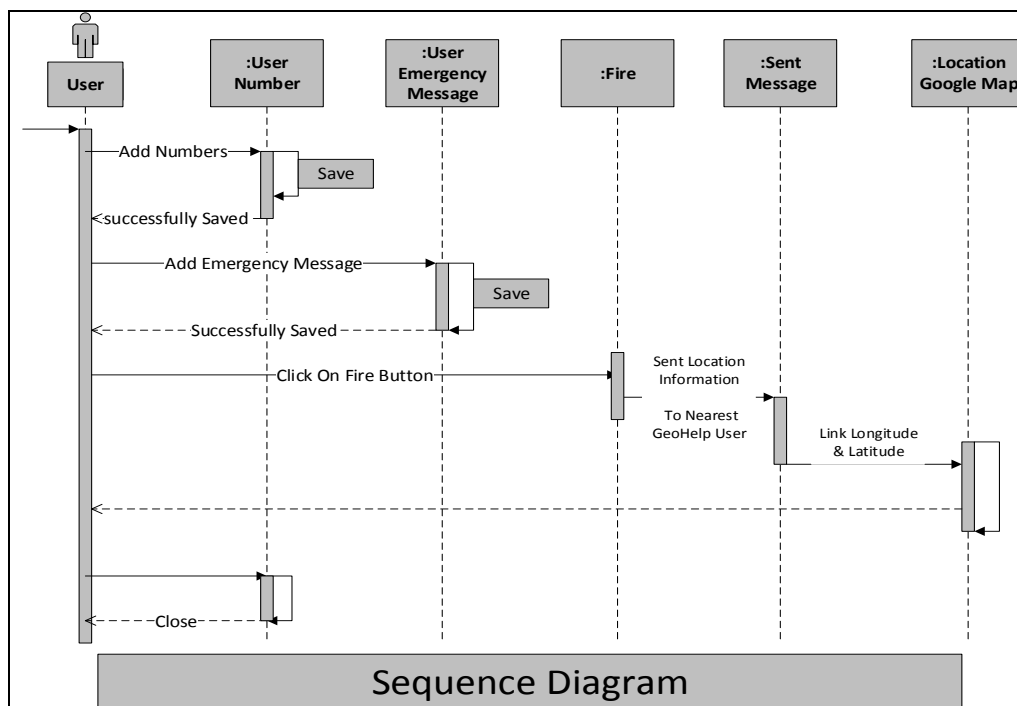 User
:User
Number
:User
Emergency
Message
:Fire
:Sent
Message
:Location
Google Map
Add Numbers
Save
successfully Saved
Add Emergency Message
Save
Successfully Saved
Click On Fire Button
Sent Location
Information
To Nearest
GeoHelp User
Link Longitude
& Latitude
Close
Sequence Diagram